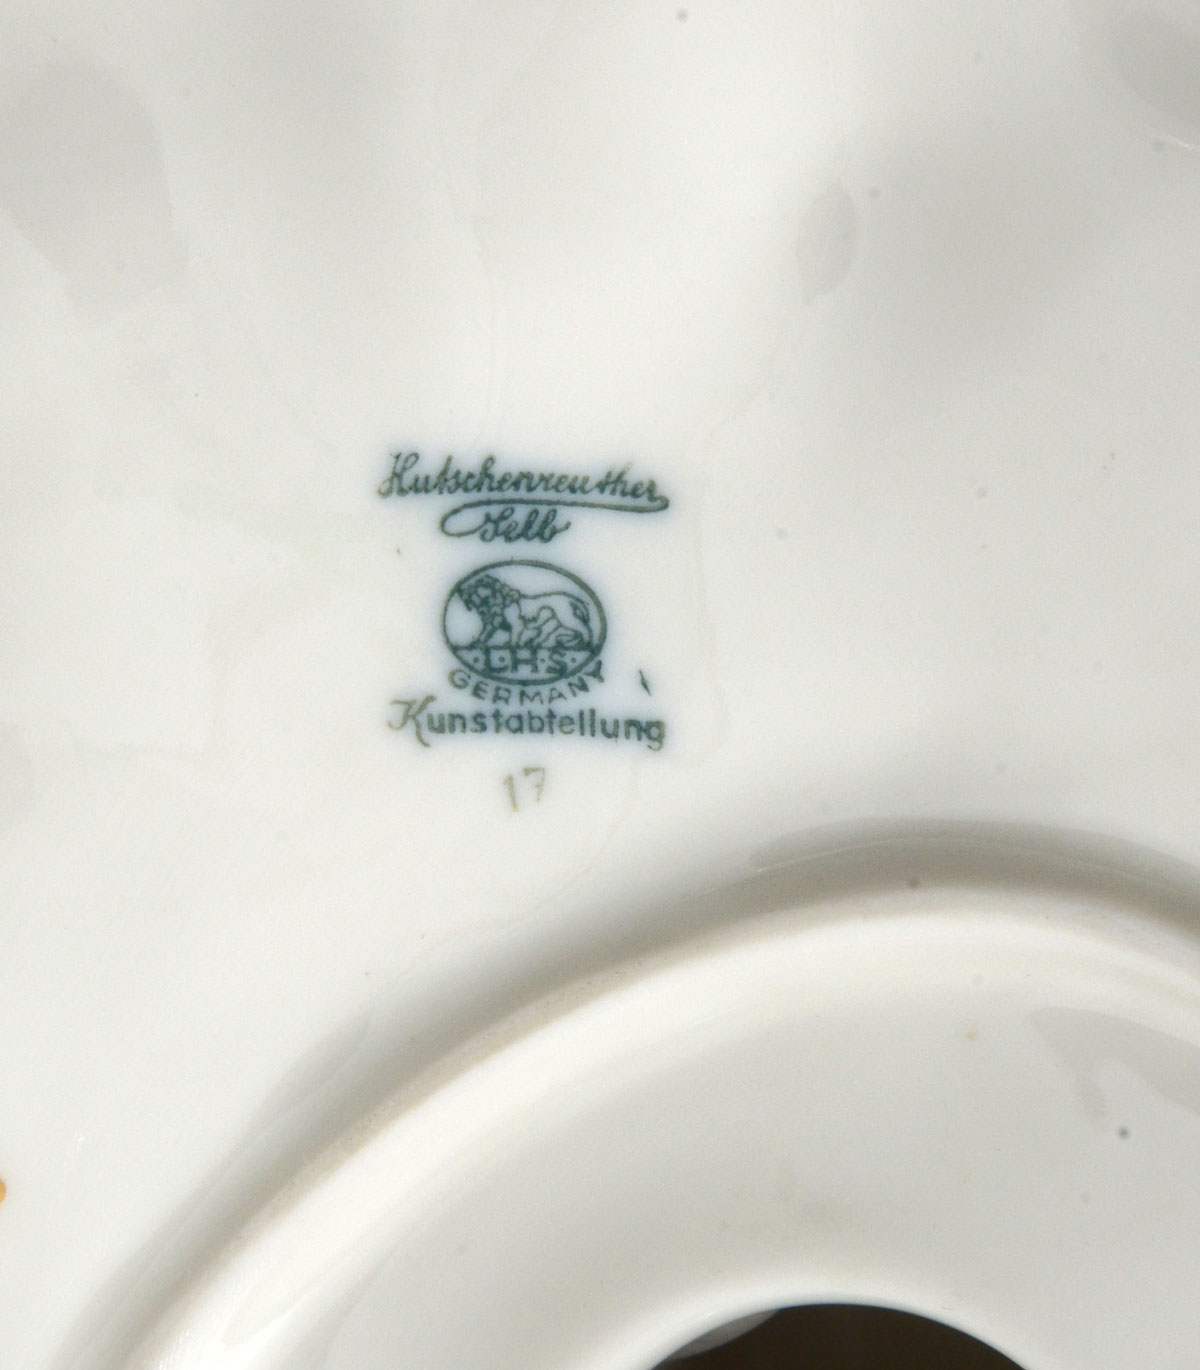 Hutschenreuther
Selb
L.H.S.
GERMANY
Kunstabteilung
17